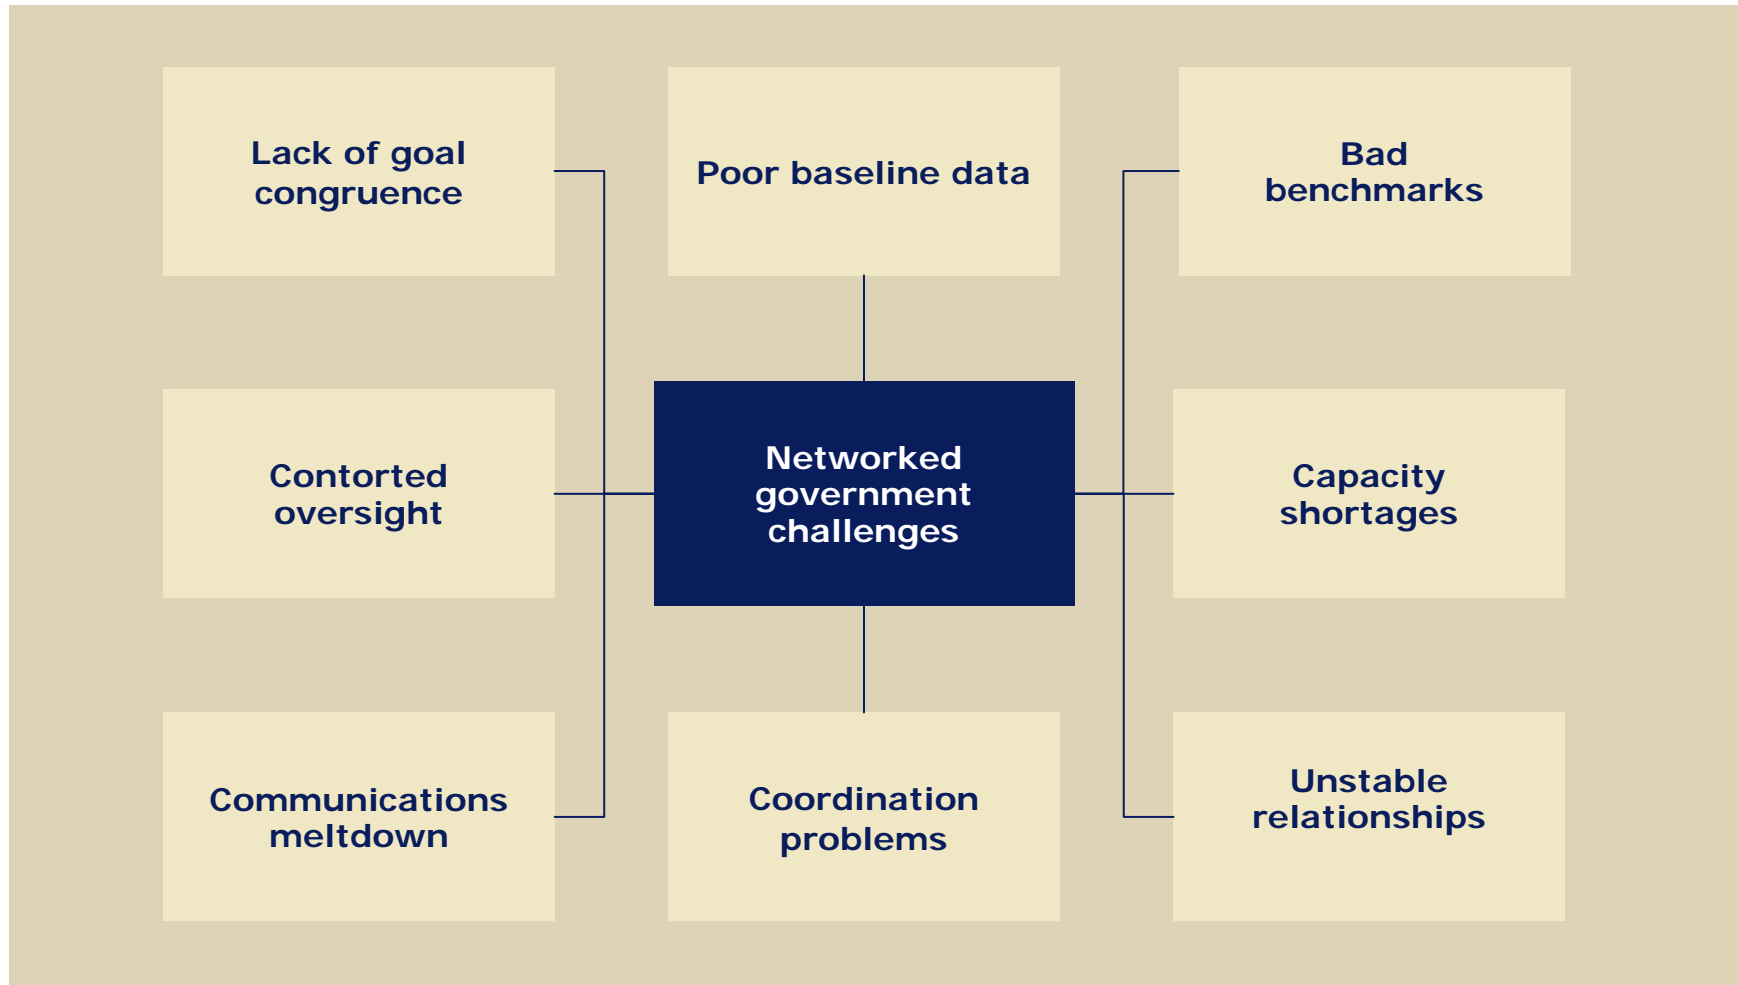 Lack of goal
congruence
Poor baseline data
Bad
benchmarks
Contorted
oversight
Networked
government
challenges
Capacity
shortages
Communications
meltdown
Coordination
problems
Unstable
relationships